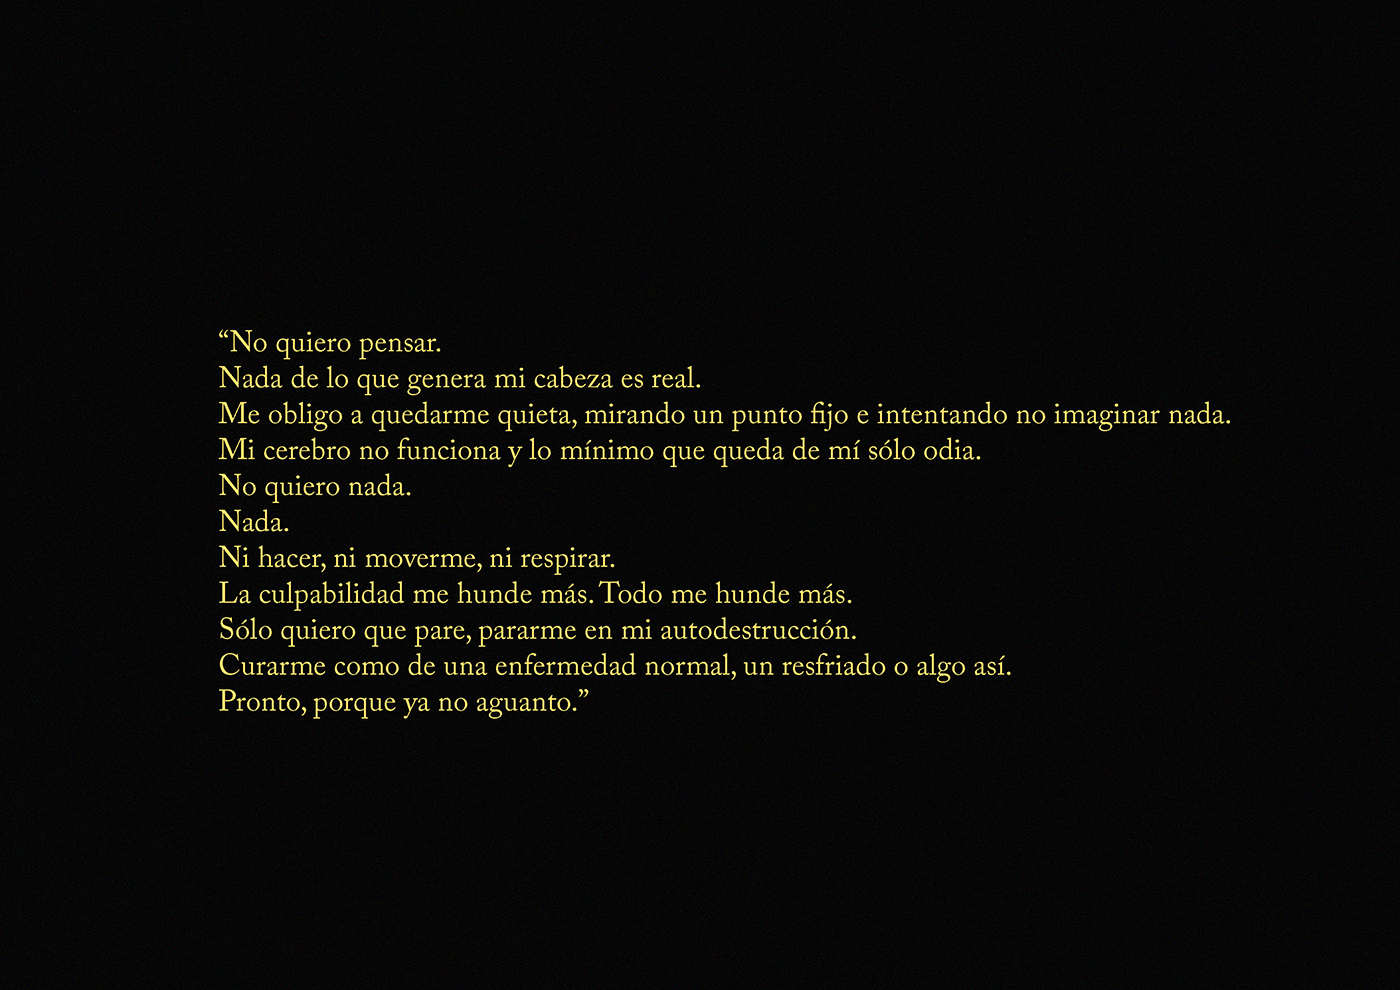 “No quiero pensar.
Nada de lo que genera mi cabeza es real.
Me obligo a quedarme quieta, mirando un punto fijo e intentando no imaginar nada.
Mi cerebro no funciona y lo mínimo que queda de mí sólo odia.
No quiero nada.
Nada.
Ni hacer, ni moverme, ni respirar.
La culpabilidad me hunde más. Todo me hunde más.
Sólo quiero que pare, pararme en mi autodestrucción.
Curarme como de una enfermedad normal, un resfriado o algo así.
Pronto, porque ya no aguanto.”